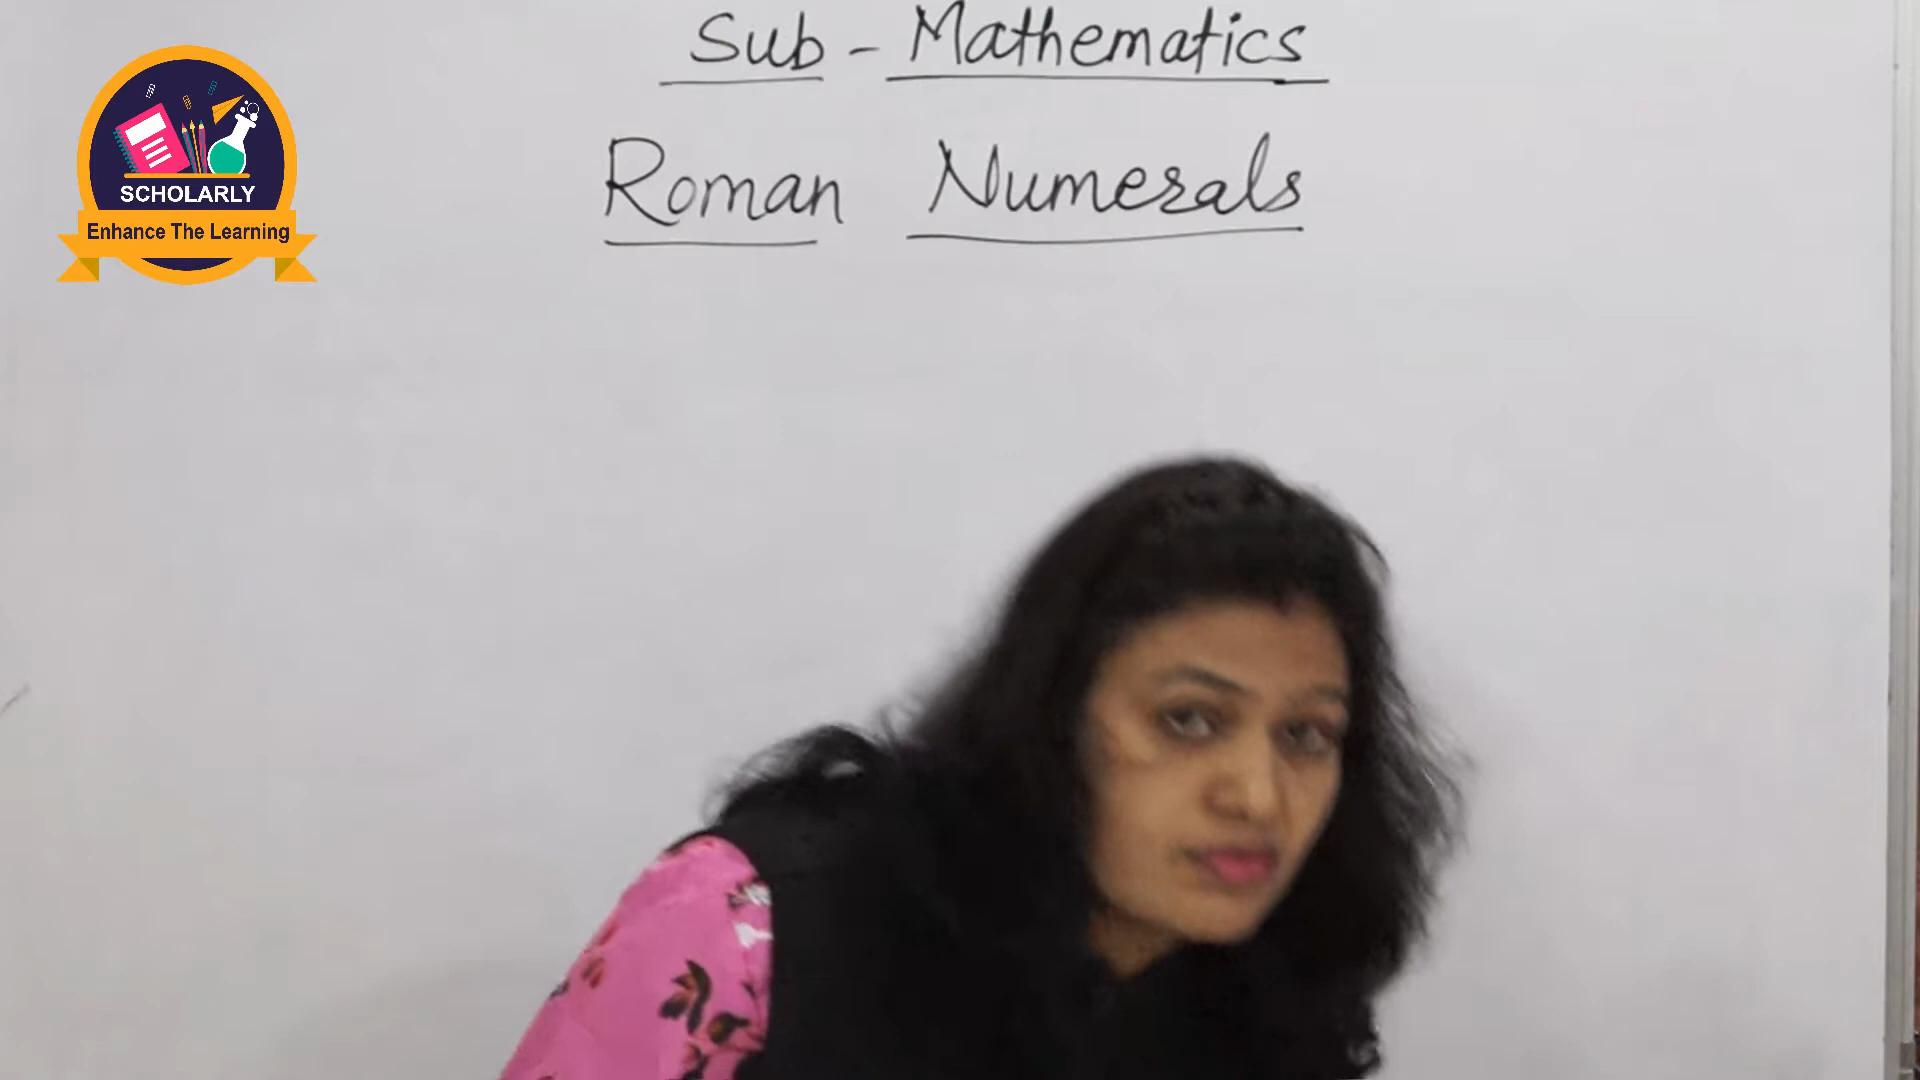 Sub - Mathematics
Roman Numerals
SCHOLARLY
Enhance The Learning